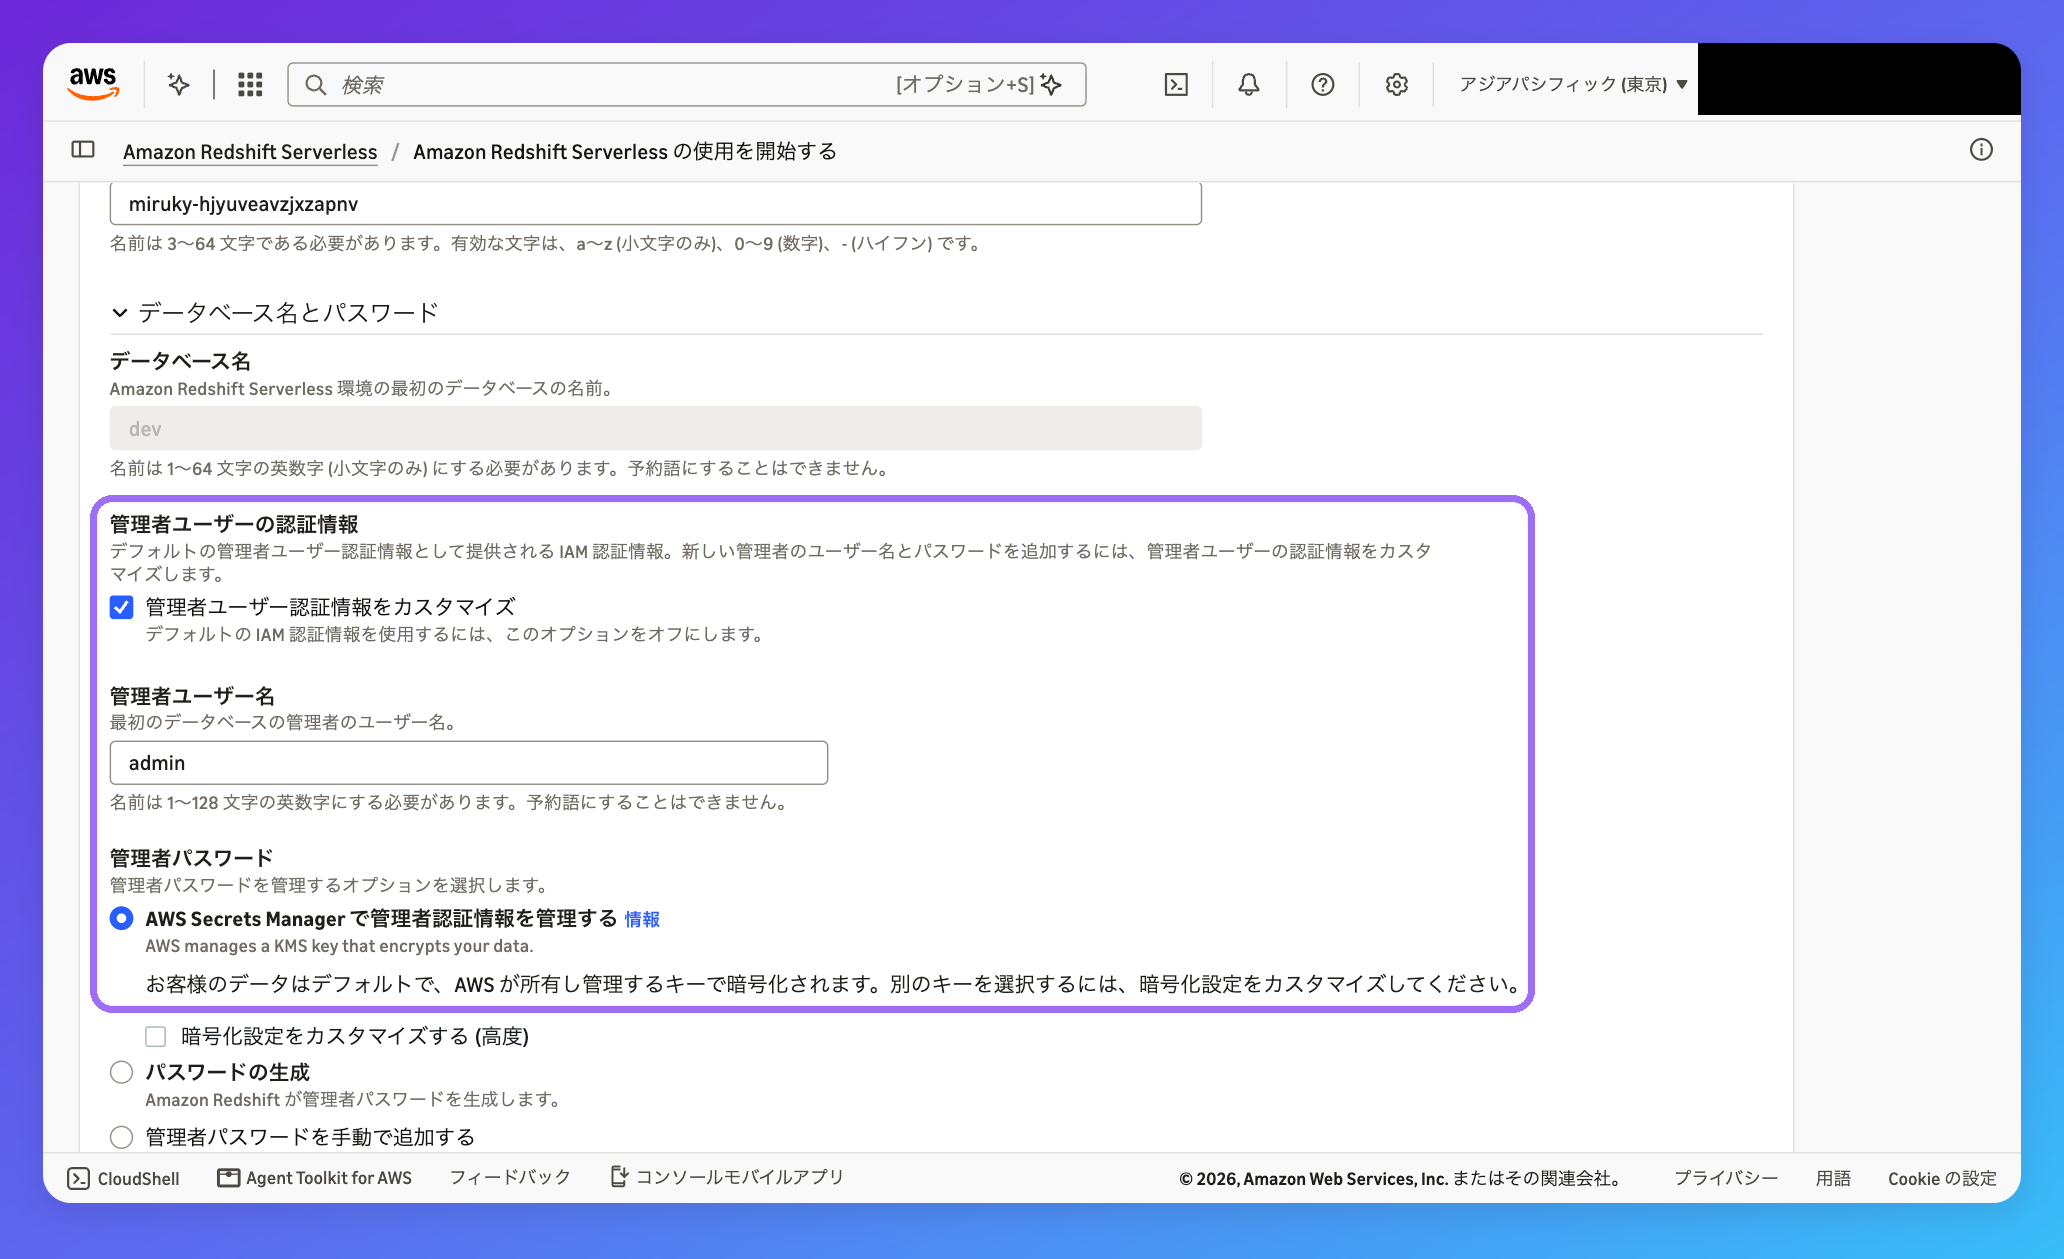 aws
検索
[オプション+S]
アジアパシフィック (東京) ▼
Amazon Redshift Serverless / Amazon Redshift Serverless の使用を開始する
miruky-hjyuveavzjxzapnv
名前は 3〜64 文字である必要があります。有効な文字は、a〜z (小文字のみ)、0〜9 (数字)、- (ハイフン) です。
データベース名とパスワード
データベース名
Amazon Redshift Serverless 環境の最初のデータベースの名前。
dev
名前は 1〜64 文字の英数字 (小文字のみ) にする必要があります。予約語にすることはできません。
管理者ユーザーの認証情報
デフォルトの管理者ユーザー認証情報として提供される IAM 認証情報。新しい管理者のユーザー名とパスワードを追加するには、管理者ユーザーの認証情報をカスタ
マイズします。
管理者ユーザー認証情報をカスタマイズ
デフォルトの IAM 認証情報を使用するには、このオプションをオフにします。
管理者ユーザー名
最初のデータベースの管理者のユーザー名。
admin
名前は 1〜128 文字の英数字にする必要があります。予約語にすることはできません。
管理者パスワード
管理者パスワードを管理するオプションを選択します。
AWS Secrets Manager で管理者認証情報を管理する 情報
AWS manages a KMS key that encrypts your data.
お客様のデータはデフォルトで、AWS が所有し管理するキーで暗号化されます。別のキーを選択するには、暗号化設定をカスタマイズしてください。
暗号化設定をカスタマイズする (高度)
パスワードの生成
Amazon Redshift が管理者パスワードを生成します。
管理者パスワードを手動で追加する
CloudShell Agent Toolkit for AWS フィードバック コンソールモバイルアプリ © 2026, Amazon Web Services, Inc. またはその関連会社。 プライバシー 用語 Cookie の設定